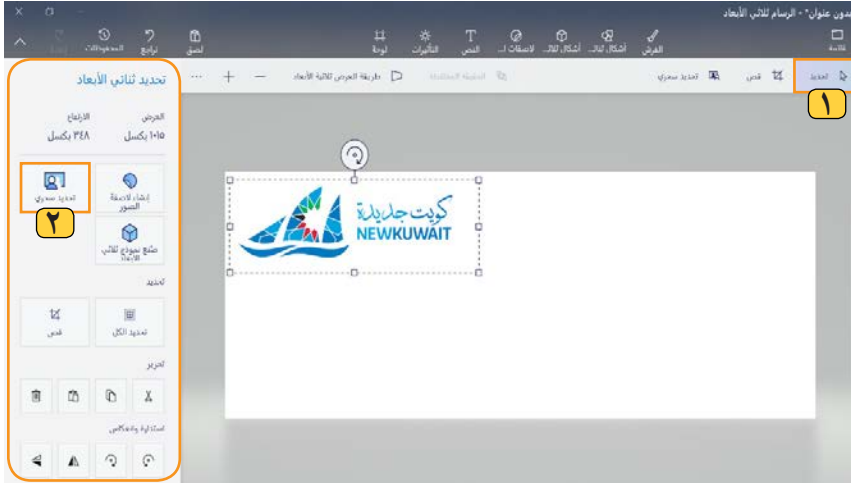 بدون عنوان* - الرسام ثلاثي الأبعاد
قائمة
الفرش
أشكال ثنائ...
أشكال ثلاثـ...
لاصقات ا...
النص
التأثيرات
لوحة
لصق
تراجع
المحفوظات
تحديد
قص
تحديد سحري
طريقة العرض ثلاثية الأبعاد
١
تحديد ثنائي الأبعاد
العرض
الارتفاع
١٠١٥ بكسل
٣٤٨ بكسل
إنشاء لاصقة الصور
تحديد سحري
٢
صنع نموذج ثلاثي الأبعاد
تحديد
تحديد الكل
قص
تحرير
استدارة وانعكاس
كويت جديدة
NEWKUWAIT